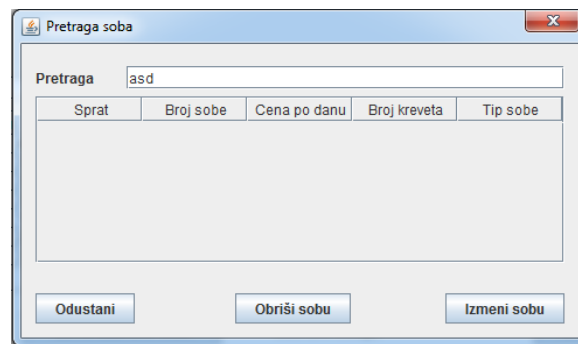 Pretraga soba
Pretraga asd
Sprat Broj sobe Cena po danu Broj kreveta Tip sobe
Odustani Obriši sobu Izmeni sobu